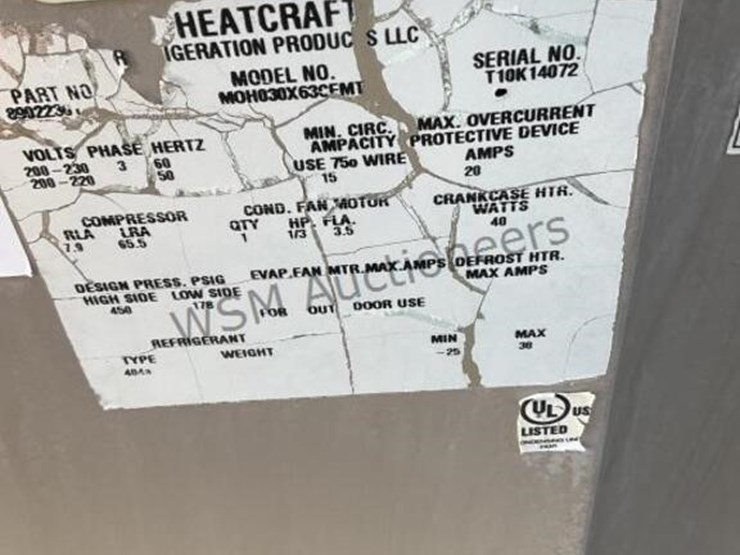 HEATCRAFT
R IGERATION PRODUC S LLC
MODEL NO.
MOH030X63CFMT
SERIAL NO.
T10K14072
PART NO
VOLTS PHASE HERTZ
200-230 3 60
200-220 50
MIN. CIRC.
AMPACITY
USE 75o WIRE
15
MAX. OVERCURRENT
PROTECTIVE DEVICE
AMPS
20
COMPRESSOR
RLA LRA
7.9 65.5
COND. FAN MOTOR
QTY HP. FLA.
1 1/3 3.5
CRANKCASE HTR.
WATTS
40
DESIGN PRESS. PSIG
HIGH SIDE LOW SIDE
450 178
EVAP.FAN MTR.MAX.AMPS
DEFROST HTR.
MAX AMPS
FOR OUT DOOR USE
REFRIGERANT
TYPE WEIGHT
404a
MIN MAX
-25 38
UL US
LISTED
WSM Auctioneers